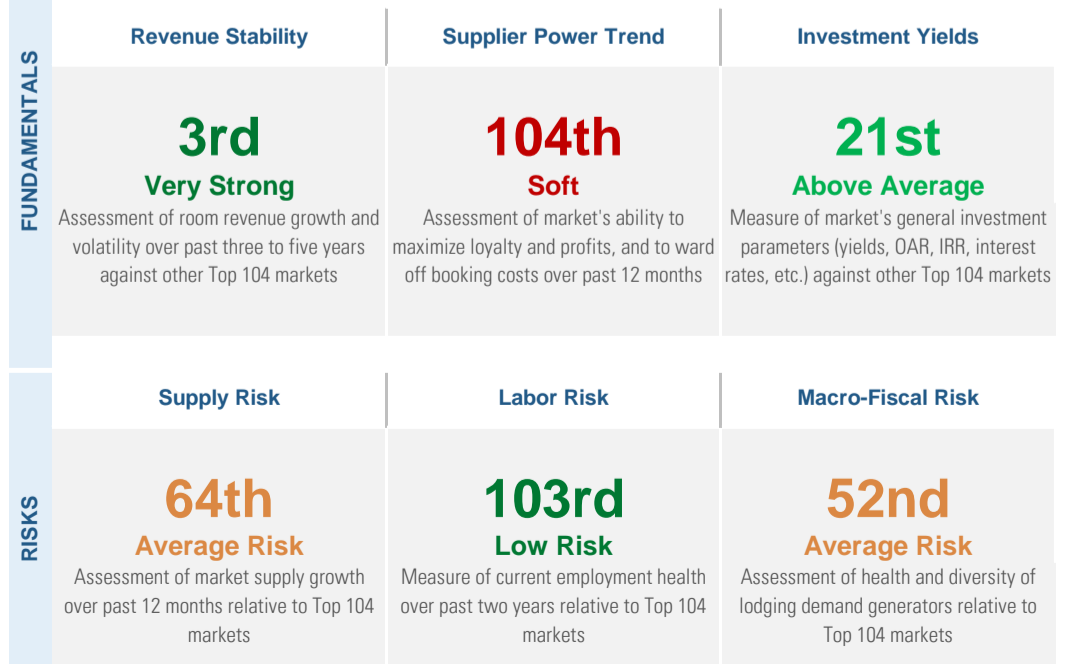 FUNDAMENTALS
Revenue Stability
3rd
Very Strong
Assessment of room revenue growth and
volatility over past three to five years
against other Top 104 markets
Supplier Power Trend
104th
Soft
Assessment of market's ability to
maximize loyalty and profits, and to ward
off booking costs over past 12 months
Investment Yields
21st
Above Average
Measure of market's general investment
parameters (yields, OAR, IRR, interest
rates, etc.) against other Top 104 markets
RISKS
Supply Risk
64th
Average Risk
Assessment of market supply growth
over past 12 months relative to Top 104
markets
Labor Risk
103rd
Low Risk
Measure of current employment health
over past two years relative to Top 104
markets
Macro-Fiscal Risk
52nd
Average Risk
Assessment of health and diversity of
lodging demand generators relative to
Top 104 markets